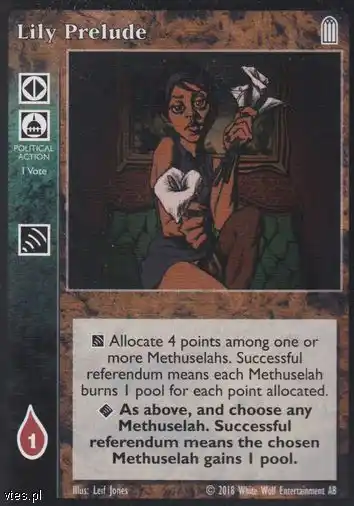 Lily Prelude
POLITICAL
ACTION
1 Vote
Allocate 4 points among one or
more Methuselahs. Successful
referendum means each Methuselah
burns 1 pool for each point allocated.
As above, and choose any
Methuselah. Successful
referendum means the chosen
Methuselah gains 1 pool.
1
vtes.pl
Illus: Leif Jones
© 2018 White Wolf Entertainment AB